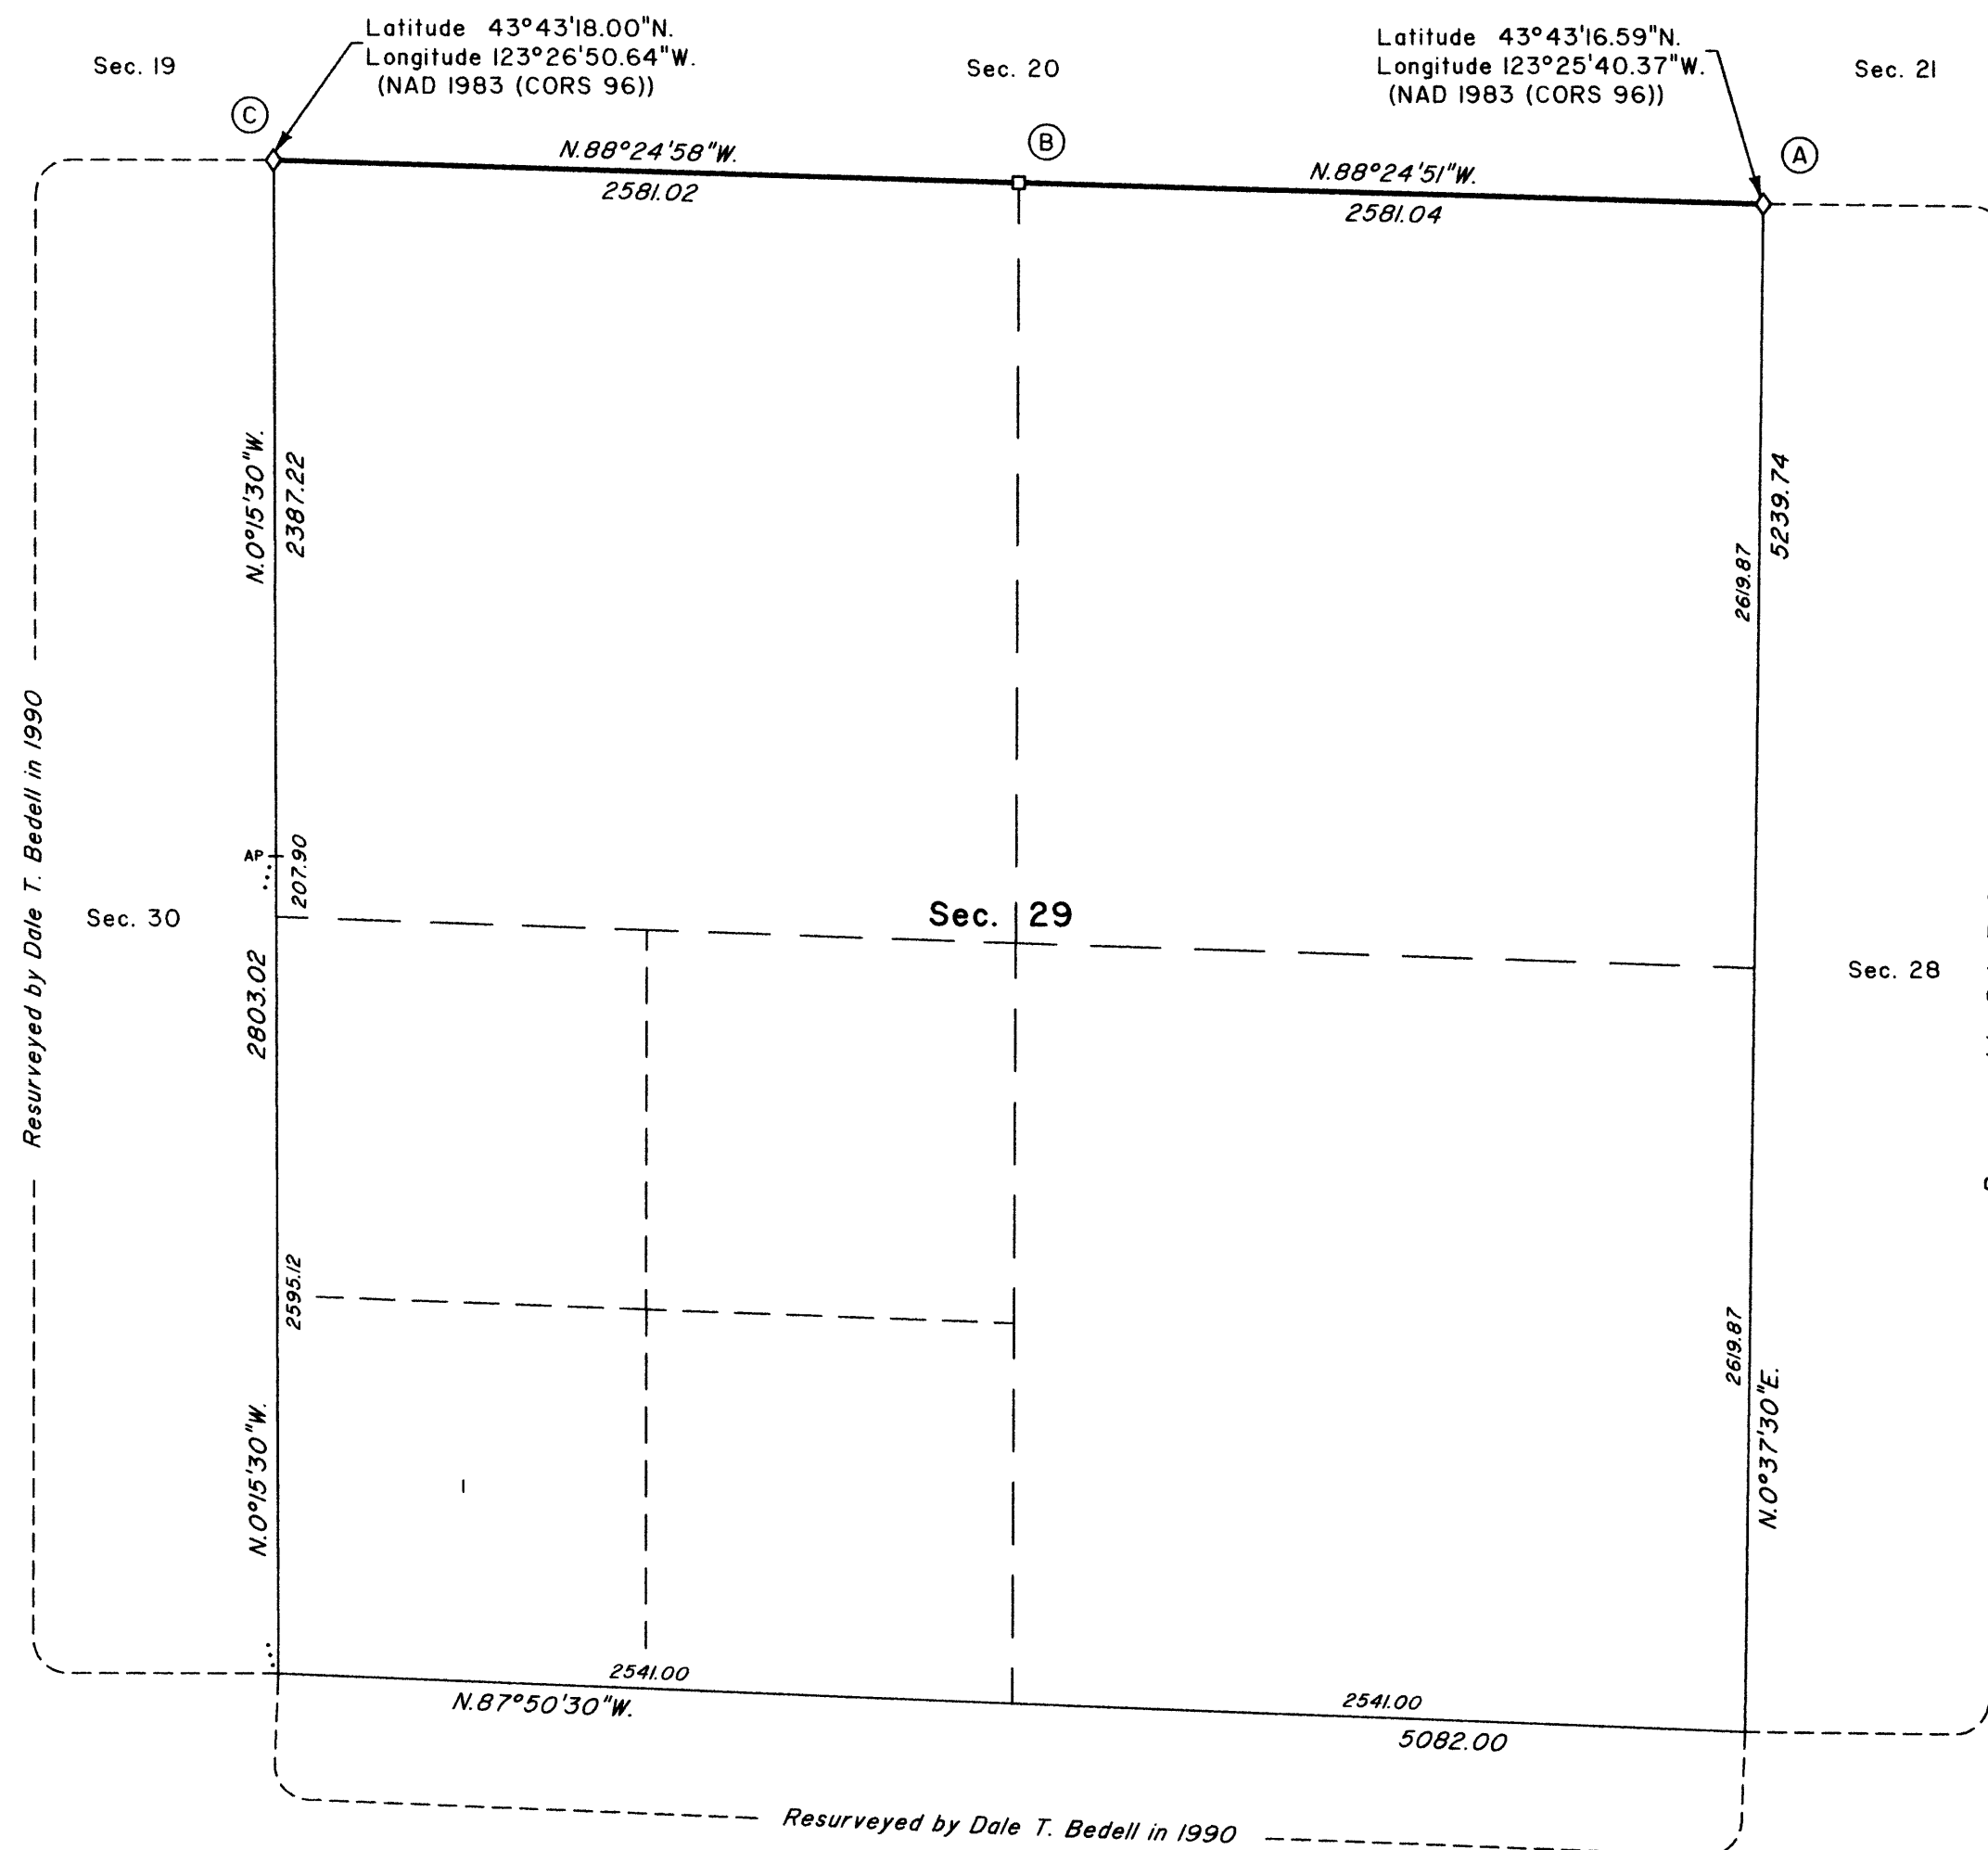 Latitude 43°43'18.00"N.
Longitude 123°26'50.64"W.
(NAD 1983 (CORS 96))
Latitude 43°43'16.59"N.
Longitude 123°25'40.37"W.
(NAD 1983 (CORS 96))
Sec. 19
Sec. 20
Sec. 21
C
B
A
N.88°24'58"W.
2581.02
N.88°24'51"W.
2581.04
N.0°15'30"W.
2387.22
5239.74
2619.87
Resurveyed by Dale T. Bedell in 1990
AP
207.90
Sec. 30
Sec. 29
Sec. 28
2803.02
2595.12
2619.87
N.0°15'30"W.
N.0°37'30"E.
2541.00
N.87°50'30"W.
2541.00
5082.00
Resurveyed by Dale T. Bedell in 1990